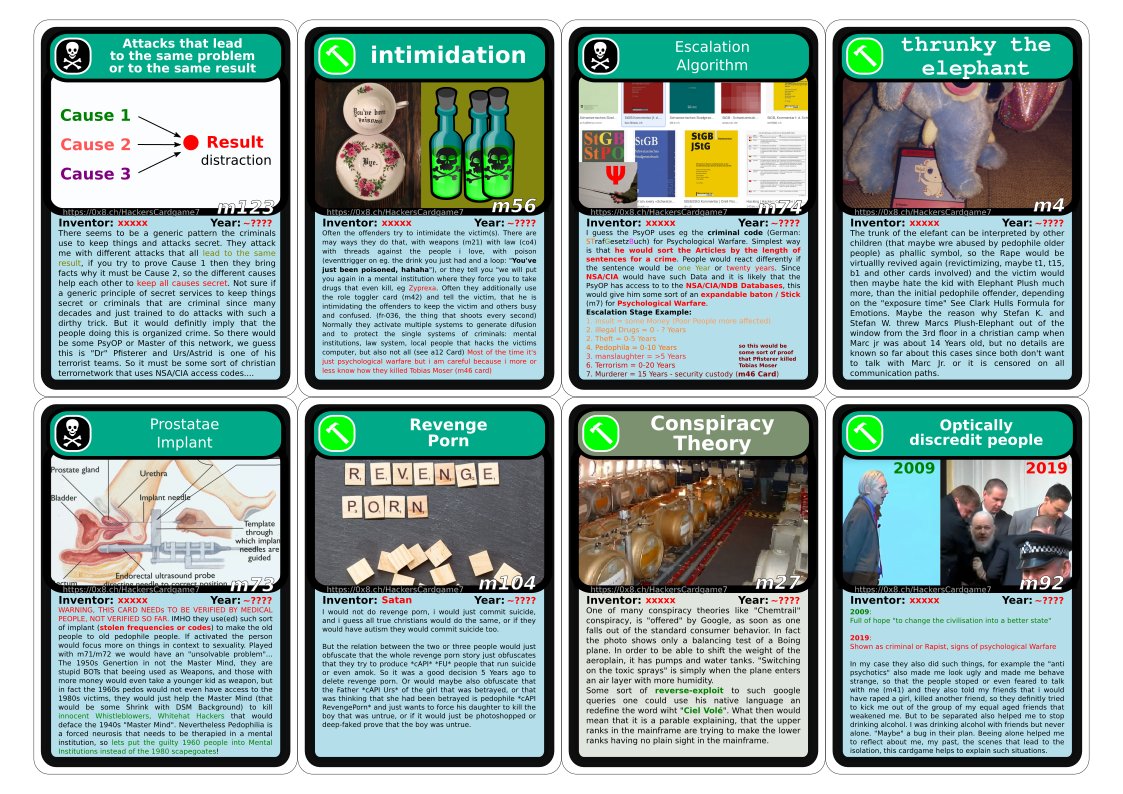 Attacks that lead
to the same problem
or to the same result
Cause 1
Cause 2
Cause 3
Result
distraction
m123
https://0x8.ch/HackersCardgame7
Inventor: xxxxx Year: ~????
There seems to be a generic pattern the criminals
use to keep things and attacks secret. They attack
me with different attacks that all lead to the same
result, if you try to prove Cause 1 then they bring
facts why it must be Cause 2, so the different causes
help each other to keep all causes secret. Not sure if
a generic principle of secret services to keep things
secret or criminals that are criminal since many
decades and just trained to do attacks with such a
dirthy trick. But it would definitly imply that the
people doing this is organized crime. So there would
be some PsyOP or Master of this network, we guess
this is "Dr" Pfisterer and Urs/Astrid is one of his
terrorist teams. So it must be some sort of christian
terrornetwork that uses NSA/CIA access codes....
intimidation
You've been
poisoned
Bye.
m56
https://0x8.ch/HackersCardgame7
Inventor: xxxxx Year: ~????
Often the offenders try to intimidate the victim(s). There are
may ways they do that, with weapons (m21) with law (cc4)
with threads against the people i love, with poison
(eventtrigger on eg. the drink you just had and a loop: "You've
just been poisoned, hahaha"), or they tell you "we will put
you again in a mental institution where they force you to take
drugs that even kill, eg Zyprexa. Often they additional use
the role toggler card (m42) and tell the victim, that he is
intimidating the offenders to keep the victim and others busy
and confused. (fr-036, the thing that shoots every second)
Normally they activate multiple systems to generate difusion
and to protect the single systems of criminals: mental
institutions, law system, local people that hacks the victims
computer, but also not all (see a12 Card) Most of the time it's
just psychological warfare but i am careful because i more or
less know how they killed Tobias Moser (m46 card)
Escalation
Algorithm
StGB
StPO
StGB
StGB
JStG
m74
https://0x8.ch/HackersCardgame7
Inventor: xxxxx Year: ~????
I guess the PsyOP uses eg the criminal code (German:
STrafGesetzBuch) for Psychological Warfare. Simplest way
is that he would sort the Articles by the length of
sentences for a crime. People would react differently if
the sentence would be one Year or twenty years. Since
NSA/CIA would have such Data and it is likely that the
PsyOP has access to to the NSA/CIA/NDB Databases, this
would give him some sort of an expandable baton / Stick
(m7) for Psychological Warfare.
Escalation Stage Example:
1. Insult = some Money (Poor People more affected)
2. illegal Drugs = 0 - ? Years
2. Theft = 0-5 Years
4. Pedophila = 0-10 Years
3. manslaughter = >5 Years
6. Terrorism = 0-20 Years
7. Murderer = 15 Years - security custody (m46 Card)
so this would be
some sort of proof
that Pfisterer killed
Tobias Moser
thrunky the
elephant
m4
https://0x8.ch/HackersCardgame7
Inventor: xxxxx Year: ~????
The trunk of the elefant can be interpreted by other
children (that maybe wre abused by pedophile older
people) as phallic symbol, so the Rape would be
virtually revived again (revictimizing, maybe t1, t15,
b1 and other cards involved) and the victim would
then maybe hate the kid with Elephant Plush much
more, than the initial pedophile offender, depending
on the "exposure time" See Clark Hulls Formula for
Emotions. Maybe the reason why Stefan K. and
Stefan W. threw Marcs Plush-Elephant out of the
window from the 3rd floor in a christian camp when
Marc jr was about 14 Years old, but no details are
known so far about this cases since both don't want
to talk with Marc Jr. or it is censored on all
communication paths.
Prostatae
Implant
Prostate gland
Urethra
Bladder
Implant needle
Template
through
which implant
needles are
guided
Endorectal ultrasound probe
directing needle to correct position
m73
https://0x8.ch/HackersCardgame7
Inventor: xxxxx Year: ~????
WARNING, THIS CARD NEEDs TO BE VERIFIED BY MEDICAL
PEOPLE, NOT VERIFIED SO FAR. IMHO they use(ed) such sort
of implant (stolen frequencies or codes) to make the old
people to old pedophile people. If activated the person
would focus more on things in context to sexuality. Played
with m71/m72 we would have an "unsolvable problem"...
The 1950s Genertion in not the Master Mind, they are
stupid BOTS that beeing used as Weapons, and those with
more money would even take a younger kid as weapon, but
in fact the 1960s pedos would not even have access to the
1980s victims, they would just help the Master Mind (that
would be some Shrink with DSM Background) to kill
innocent Whistleblowers, Whitehat Hackers that would
deface the 1940s "Master Mind". Nevertheless Pedophilia is
a forced neurosis that needs to be therapied in a mental
institution, so lets put the guilty 1960 people into Mental
Institutions instead of the 1980 scapegoates!
Revenge
Porn
REVENGE
PORN
m104
https://0x8.ch/HackersCardgame7
Inventor: Satan Year: ~????
I would not do revenge porn, i would just commit suicide,
and i guess all true christians would do the same, or if they
would have autism they would commit suicide too.
But the relation between the two or three people would just
obfuscate that the whole revenge porn story just obfuscates
that they try to produce *cAPI* *FU* people that run suicide
or even amok. So it was a good decision 5 Years ago to
delete revenge porn. Or would maybe also obfuscate that
the Father *cAPI Urs* of the girl that was betrayed, or that
was thinking that she had been betrayed is pedophile *cAPI
RevengePorn* and just wants to force his daughter to kill the
boy that was untrue, or if it would just be photshopped or
deep-faked prove that the boy was untrue.
Conspiracy
Theory
m27
https://0x8.ch/HackersCardgame7
Inventor: xxxxx Year: ~????
One of many conspiracy theories like "Chemtrail"
conspiracy, is "offered" by Google, as soon as one
falls out of the standard consumer behavior. In fact
the photo shows only a balancing test of a Boing
plane. In order to be able to shift the weight of the
aeroplain, it has pumps and water tanks. "Switching
on the toxic sprays" is simply when the plane enters
an air layer with more humidity.
Some sort of reverse-exploit to such google
queries one could use his native language an
redefine the word wiht "Ciel Volé". What then would
mean that it is a parable explaining, that the upper
ranks in the mainframe are trying to make the lower
ranks having no plain sight in the mainframe.
Optically
discredit people
2009
2019
m92
https://0x8.ch/HackersCardgame7
Inventor: xxxxx Year: ~????
2009:
Full of hope "to change the civilisation into a better state"
2019:
Shown as criminal or Rapist, signs of psychological Warfare
In my case they also did such things, for example the "anti
psychotics" also made me look ugly and made me behave
strange, so that the people stoped or even feared to talk
with me (m41) and they also told my friends that i would
have raped a girl, killed another friend, so they definitly tried
to kick me out of the group of my equal aged friends that
weakened me. But to be separated also helped me to stop
drinking alcohol. I was drinking alcohol with friends but never
alone. "Maybe" a bug in their plan. Beeing alone helped me
to reflect about me, my past, the scenes that lead to the
isolation, this cardgame helps to explain such situations.